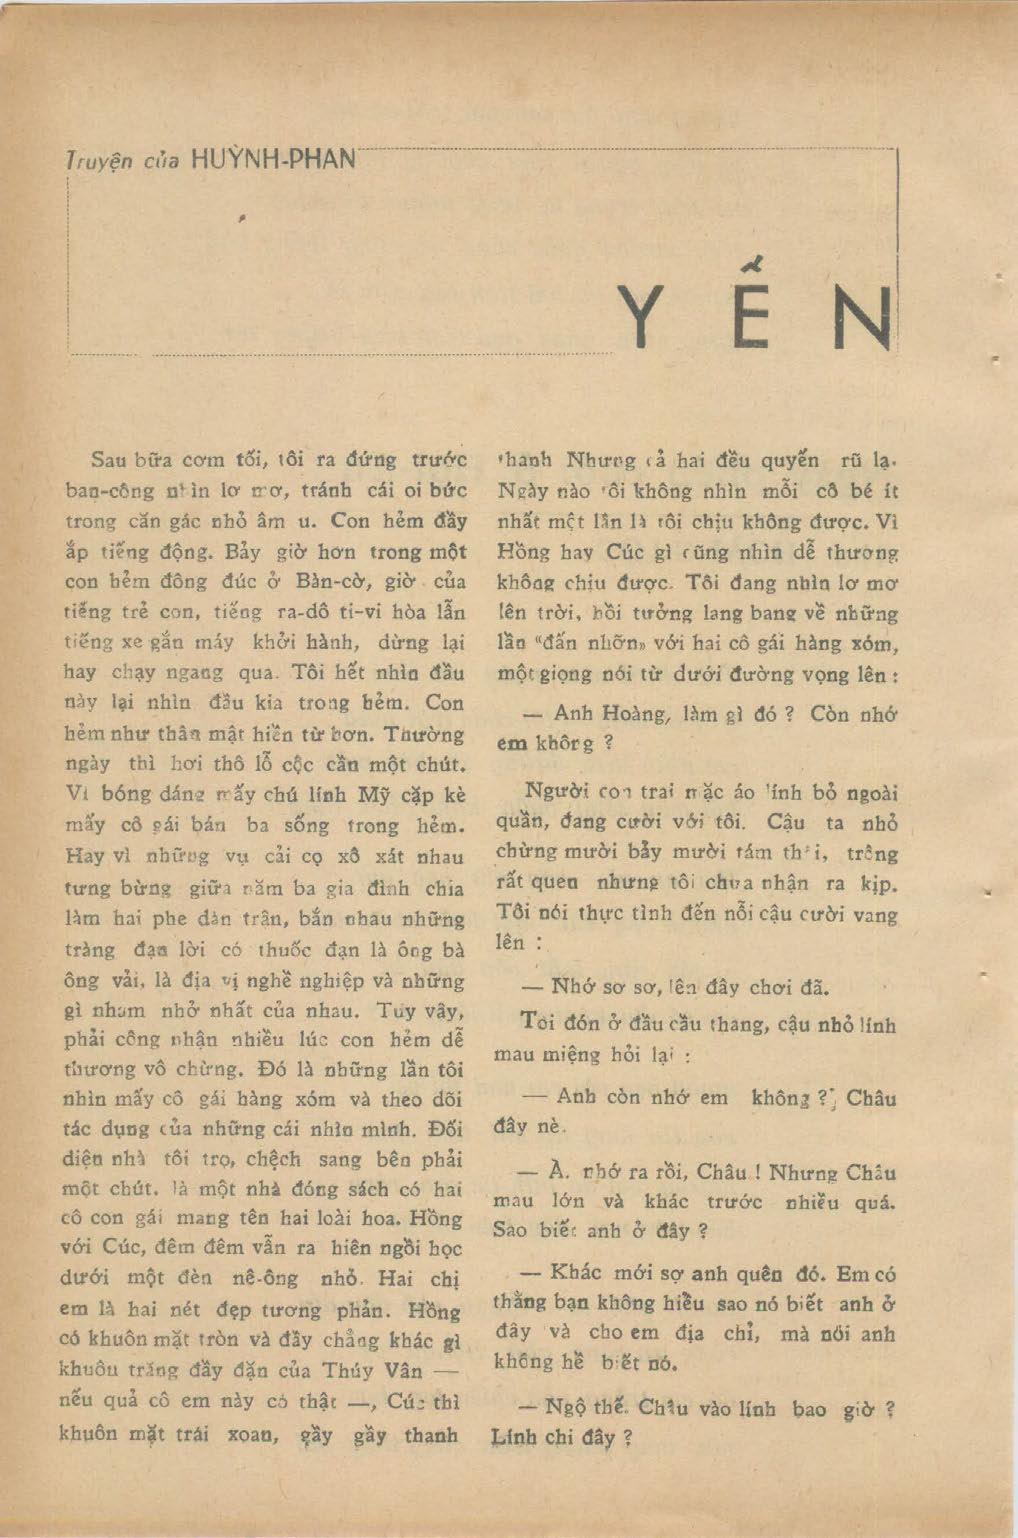 Truyện của HUỲNH-PHAN
YẾN
Sau bữa cơm tối, tôi ra đứng trước
ban-công nhìn lơ mơ, tránh cái oi bức
trong căn gác nhỏ âm u. Con hẻm đầy
ắp tiếng động. Bảy giờ hơn trong một
con hẻm đông đúc ở Bàn-cờ, giờ của
tiếng trẻ con, tiếng ra-dô ti-vi hòa lẫn
tiếng xe gắn máy khởi hành, dừng lại
hay chạy ngang qua. Tôi hết nhìn đầu
này lại nhìn đầu kia trong hẻm. Con
hẻm như thân mật hiền từ hơn. Thường
ngày thì hơi thô lỗ cộc cằn một chút.
Vì bóng dáng mấy chú lính Mỹ cặp kè
mấy cô gái bán ba sống trong hẻm.
Hay vì những vụ cải cọ xô xát nhau
tưng bừng giữa năm ba gia đình chia
làm hai phe dàn trận, bắn nhau những
tràng đạn lời có thuốc đạn là ông bà
ông vải, là địa vị nghề nghiệp và những
gì nham nhở nhất của nhau. Tuy vậy,
phải công nhận nhiều lúc con hẻm dễ
thương vô chừng. Đó là những lần tôi
nhìn mấy cô gái hàng xóm và theo dõi
tác dụng của những cái nhìn mình. Đối
diện nhà tôi trọ, chệch sang bên phải
một chút. là một nhà đóng sách có hai
cô con gái mang tên hai loài hoa. Hồng
với Cúc, đêm đêm vẫn ra hiên ngồi học
dưới một đèn nê-ông nhỏ. Hai chị
em là hai nét đẹp tương phản. Hồng
có khuôn mặt tròn và đầy chẳng khác gì
khuôn trăng đầy đặn của Thúy Vân —
nếu quả cô em này có thật —, Cúc thì
khuôn mặt trái xoan, gầy gầy thanh
thanh Nhưng cả hai đều quyến rũ lạ.
Ngày nào tôi không nhìn mỗi cô bé ít
nhất một lần là tôi chịu không được. Vì
Hồng hay Cúc gì cũng nhìn dễ thương
không chịu được. Tôi đang nhìn lơ mơ
lên trời, hồi tưởng lang bang về những
lần “đấn nhỡn» với hai cô gái hàng xóm,
một giọng nói từ dưới đường vọng lên :
— Anh Hoàng, làm gì đó ? Còn nhớ
em không ?
Người con trai mặc áo lính bỏ ngoài
quần, đang cười với tôi. Cậu ta nhỏ
chừng mười bảy mười tám thôi, trông
rất quen nhưng tôi chưa nhận ra kịp.
Tôi nói thực tình đến nỗi cậu cười vang
lên :
— Nhớ sơ sơ, lên đây chơi đã.
Tôi đón ở đầu cầu thang, cậu nhỏ lính
mau miệng hỏi lại :
— Anh còn nhớ em không ? Châu
đây nè.
— À. nhớ ra rồi, Châu ! Nhưng Châu
mau lớn và khác trước nhiều quá.
Sao biết anh ở đây ?
— Khác mới sợ anh quên đó. Em có
thằng bạn không hiểu sao nó biết anh ở
đây và cho em địa chỉ, mà nói anh
không hề biết nó.
— Ngộ thế. Châu vào lính bao giờ ?
Lính chi đây ?